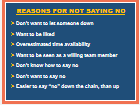 REASONS FOR NOT SAYING NO
> Don't want to let someone down
> Want to be liked
> Overestimated time availability
> Want to be seen as a willing team member
> Don't know how to say no
> Don't want to say no
> Easier to say "no" down the chain, than up